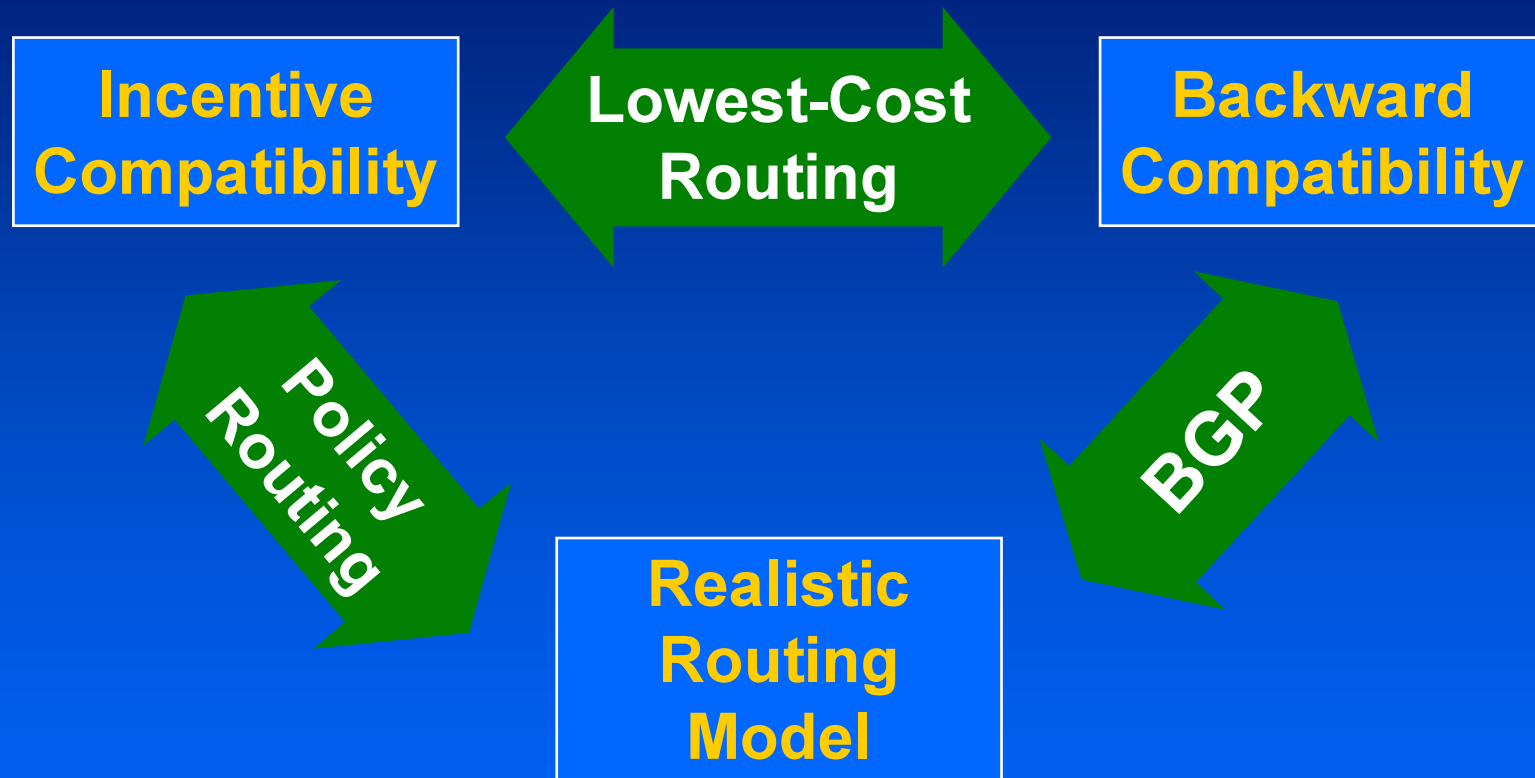 Incentive
Compatibility
Lowest-Cost
Routing
Backward
Compatibility
Policy
Routing
BGP
Realistic
Routing
Model